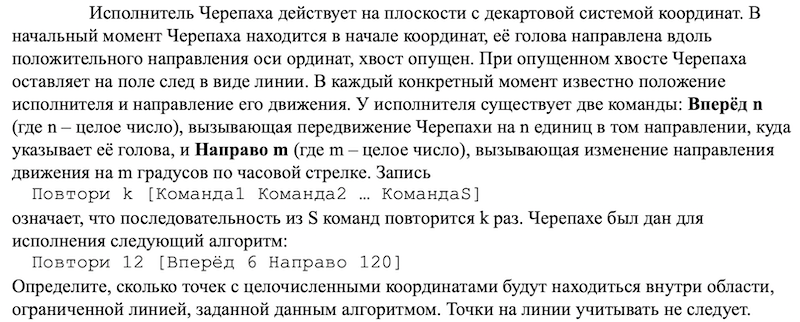 Исполнитель Черепаха действует на плоскости с декартовой системой координат. В
начальный момент Черепаха находится в начале координат, её голова направлена вдоль
положительного направления оси ординат, хвост опущен. При опущенном хвосте Черепаха
оставляет на поле след в виде линии. В каждый конкретный момент известно положение
исполнителя и направление его движения. У исполнителя существует две команды: Вперёд n
(где n – целое число), вызывающая передвижение Черепахи на n единиц в том направлении, куда
указывает её голова, и Направо m (где m – целое число), вызывающая изменение направления
движения на m градусов по часовой стрелке. Запись
Повтори k [Команда1 Команда2 … КомандаS]
означает, что последовательность из S команд повторится k раз. Черепахе был дан для
исполнения следующий алгоритм:
Повтори 12 [Вперёд 6 Направо 120]
Определите, сколько точек с целочисленными координатами будут находиться внутри области,
ограниченной линией, заданной данным алгоритмом. Точки на линии учитывать не следует.